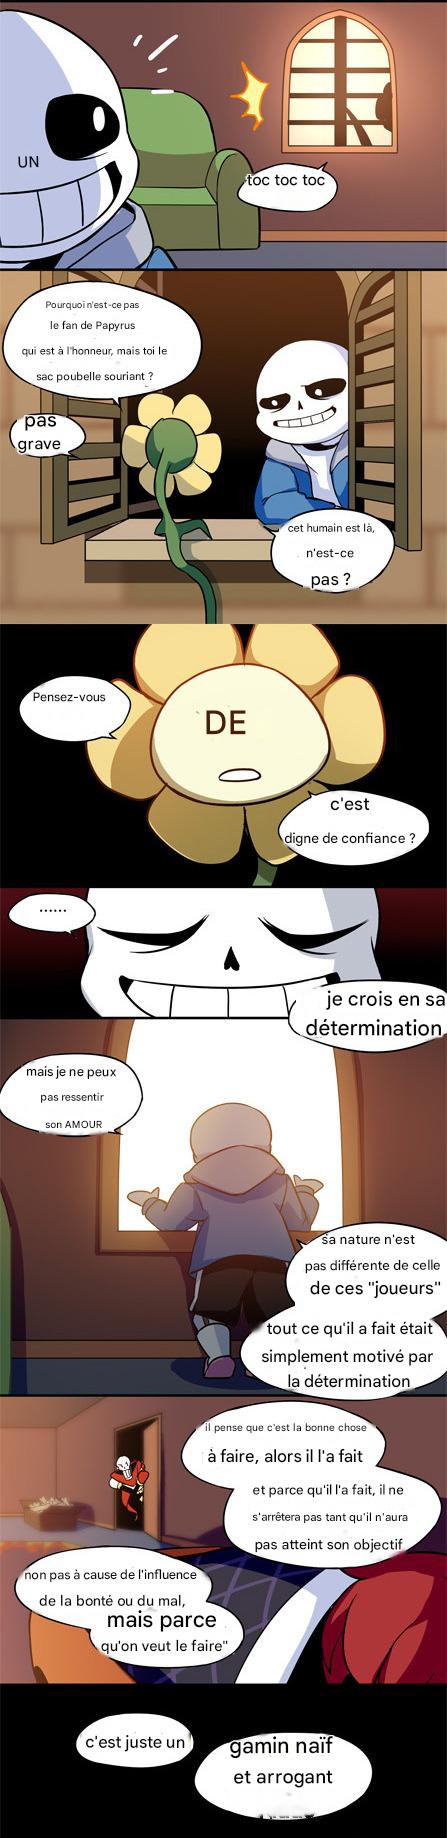 UN
toc toc toc
Pourquoi n'est-ce pas
le fan de Papyrus
qui est à l'honneur, mais toi le
sac poubelle souriant ?
pas
grave
cet humain est là,
n'est-ce
pas ?
Pensez-vous
DE
c'est
digne de confiance ?
......
je crois en sa
détermination
mais je ne peux
pas ressentir
son AMOUR
sa nature n'est
pas différente de celle
de ces "joueurs"
tout ce qu'il a fait était
simplement motivé par
la détermination
il pense que c'est la bonne chose
à faire, alors il l'a fait
et parce qu'il l'a fait, il ne
s'arrêtera pas tant qu'il n'aura
pas atteint son objectif
non pas à cause de l'influence
de la bonté ou du mal,
mais parce
qu'on veut le faire"
c'est juste un
gamin naïf
et arrogant